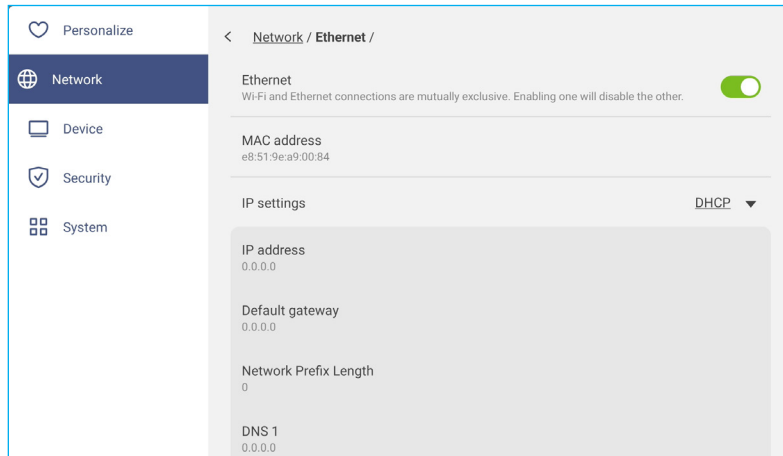 Personalize
Network
Device
Security
System
Network / Ethernet /
Ethernet
Wi-Fi and Ethernet connections are mutually exclusive. Enabling one will disable the other.
MAC address
e8:51:9e:a9:00:84
IP settings
DHCP
IP address
0.0.0.0
Default gateway
0.0.0.0
Network Prefix Length
0
DNS 1
0.0.0.0